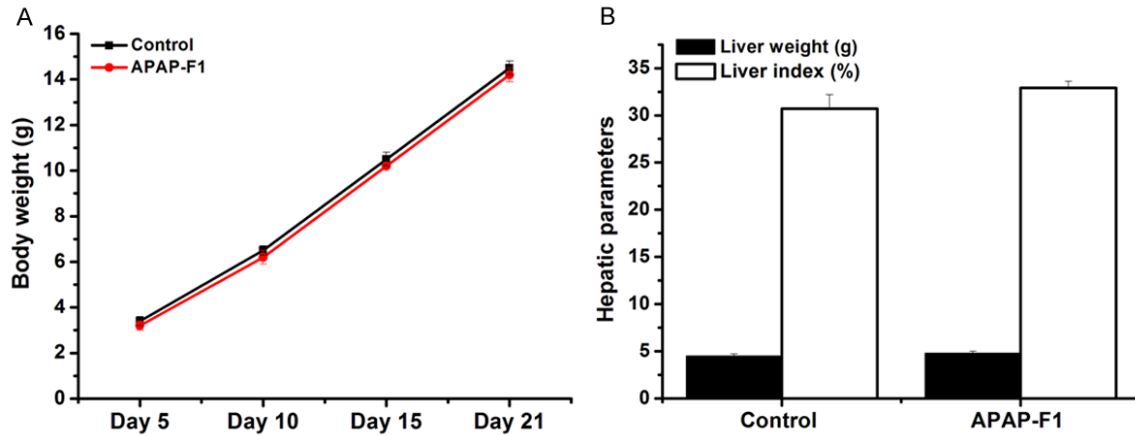 A
Body weight (g)
16
14
12
10
8
6
4
2
0
Control
APAP-F1
Day 5 Day 10 Day 15 Day 21
B
Hepatic parameters
35
30
25
20
15
10
5
0
Liver weight (g)
Liver index (%)
Control APAP-F1